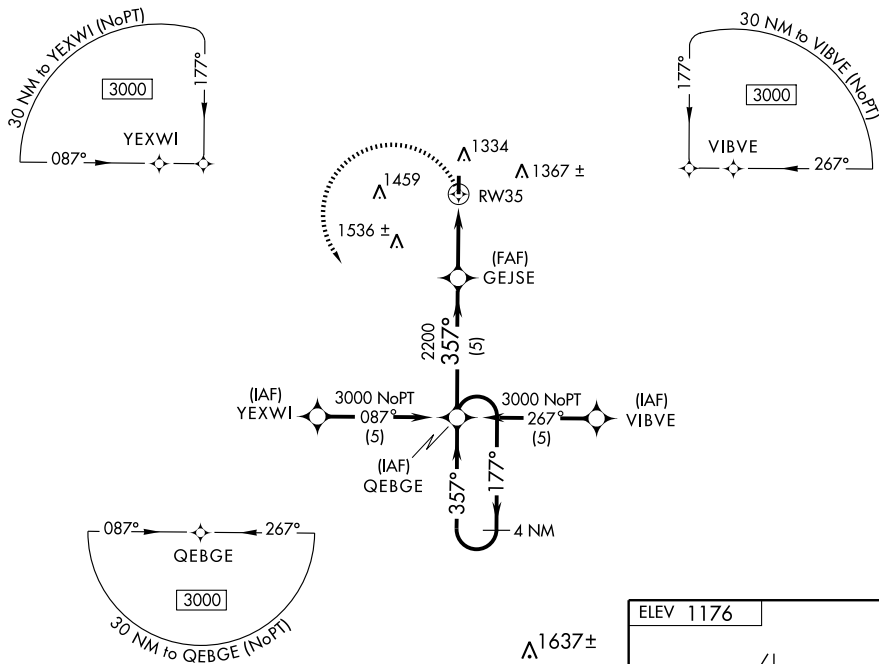 30 NM to YEXWI (NoPT)
177°
3000
YEXWI
087°
30 NM to VIBVE (NoPT)
177°
3000
VIBVE
267°
1334
1367 ±
1459
RW35
1536 ±
(FAF)
GEJSE
2200
357°
(5)
(IAF)
YEXWI
3000 NoPT
087°
(5)
3000 NoPT
267°
(5)
(IAF)
VIBVE
(IAF)
QEBGE
357°
177°
4 NM
087°
267°
QEBGE
3000
30 NM to QEBGE (NoPT)
1637±
ELEV 1176